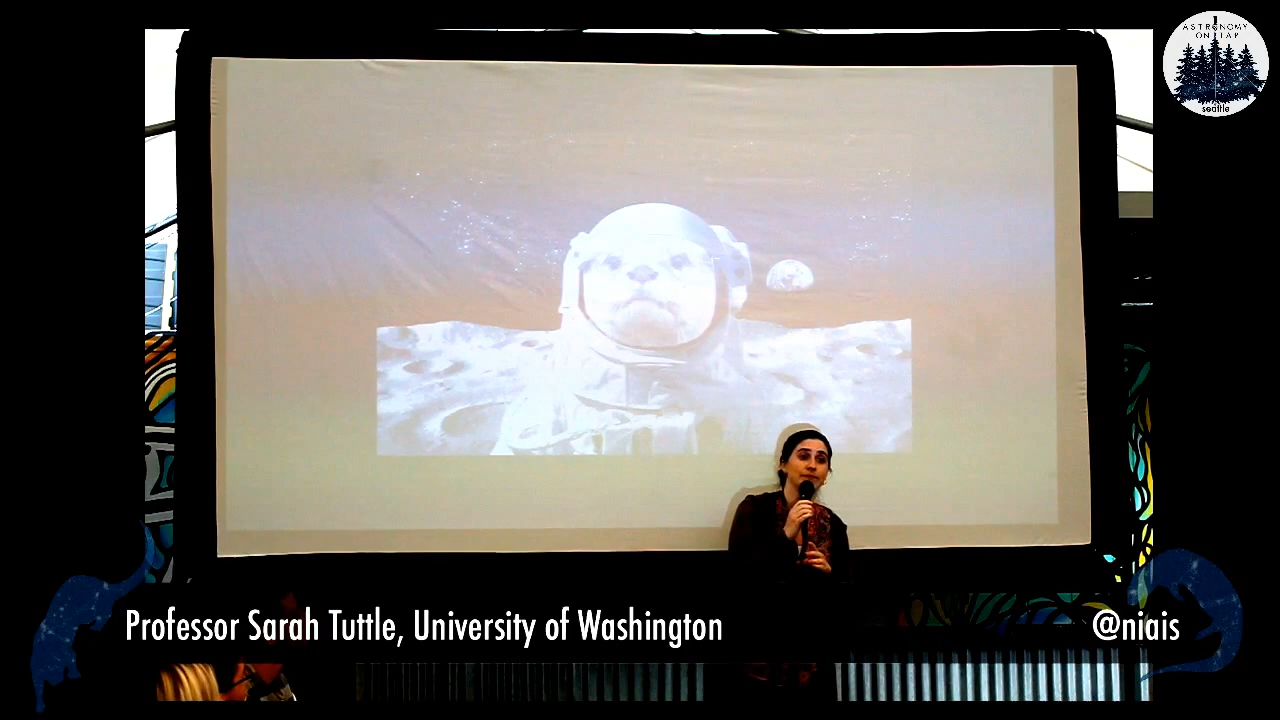 ASTRONOMY
ON TAP
seattle
Professor Sarah Tuttle, University of Washington
@niais